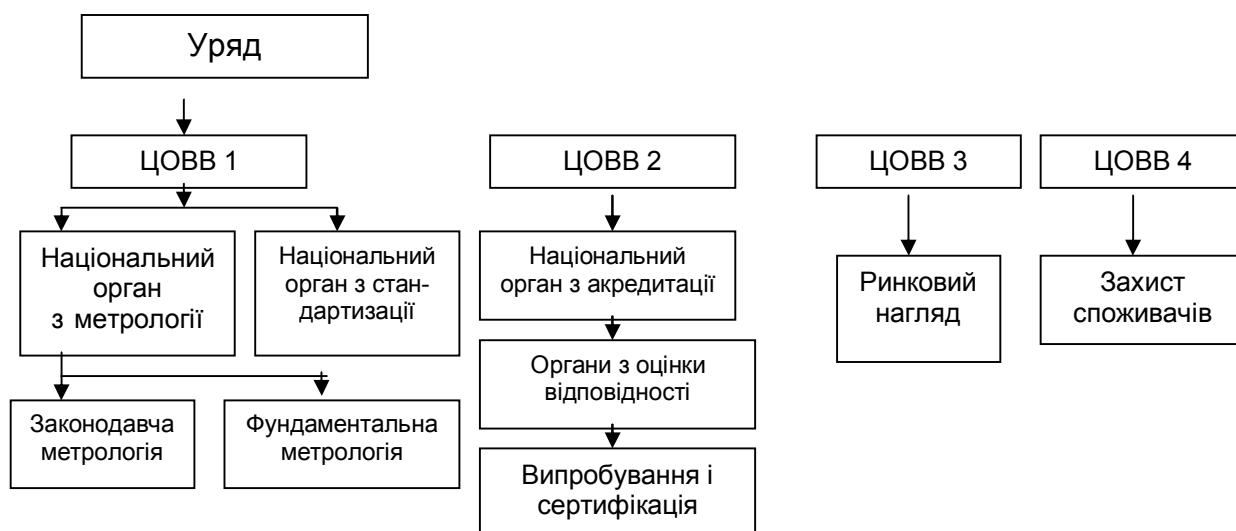 Уряд
ЦОВВ 1
ЦОВВ 2
ЦОВВ 3
ЦОВВ 4
Національний
орган
з метрології
Національний
орган з стан-
дартизації
Національний
орган з акредитації
Ринковий
нагляд
Захист
споживачів
Органи з оцінки
відповідності
Законодавча
метрологія
Фундаментальна
метрологія
Випробування і
сертифікація